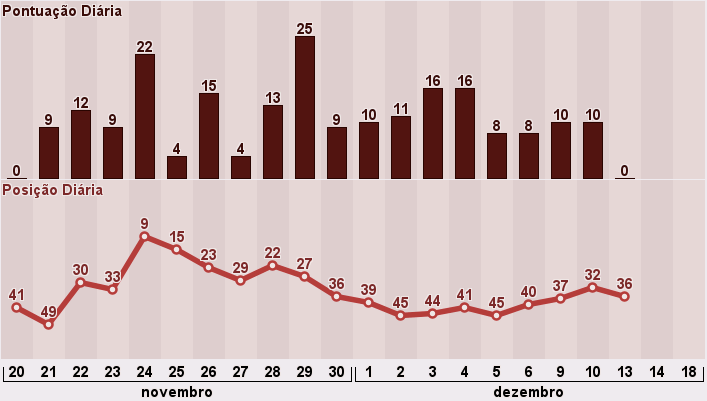 Pontuação Diária
0 9 12 9 22 4 15 4 13 25 9 10 11 16 16 8 8 10 10 0
Posição Diária
41 49 30 33 9 15 23 29 22 27 36 39 45 44 41 45 40 37 32 36
20 21 22 23 24 25 26 27 28 29 30 1 2 3 4 5 6 9 10 13 14 18
novembro dezembro